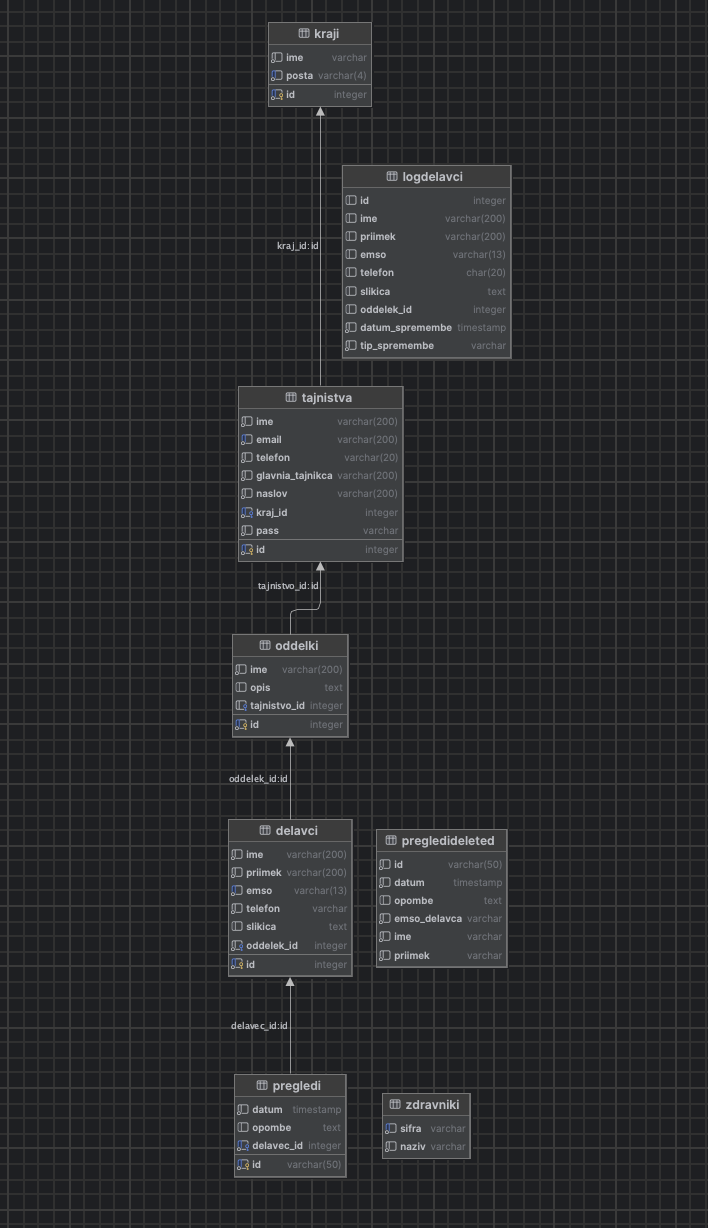 kraji
ime varchar
posta varchar(4)
id integer
logdelavci
id integer
ime varchar(200)
priimek varchar(200)
emso varchar(13)
telefon char(20)
slikica text
oddelek_id integer
datum_spremembe timestamp
tip_spremembe varchar
kraj_id:id
tajnistva
ime varchar(200)
email varchar(200)
telefon varchar(20)
glavnia_tajnikca varchar(200)
naslov varchar(200)
kraj_id integer
pass varchar
id integer
tajnistvo_id:id
oddelki
ime varchar(200)
opis text
tajnistvo_id integer
id integer
oddelek_id:id
delavci
ime varchar(200)
priimek varchar(200)
emso varchar(13)
telefon varchar
slikica text
oddelek_id integer
id integer
pregledideleted
id varchar(50)
datum timestamp
opombe text
emso_delavca varchar
ime varchar
priimek varchar
delavec_id:id
pregledi
datum timestamp
opombe text
delavec_id integer
id varchar(50)
zdravniki
sifra varchar
naziv varchar